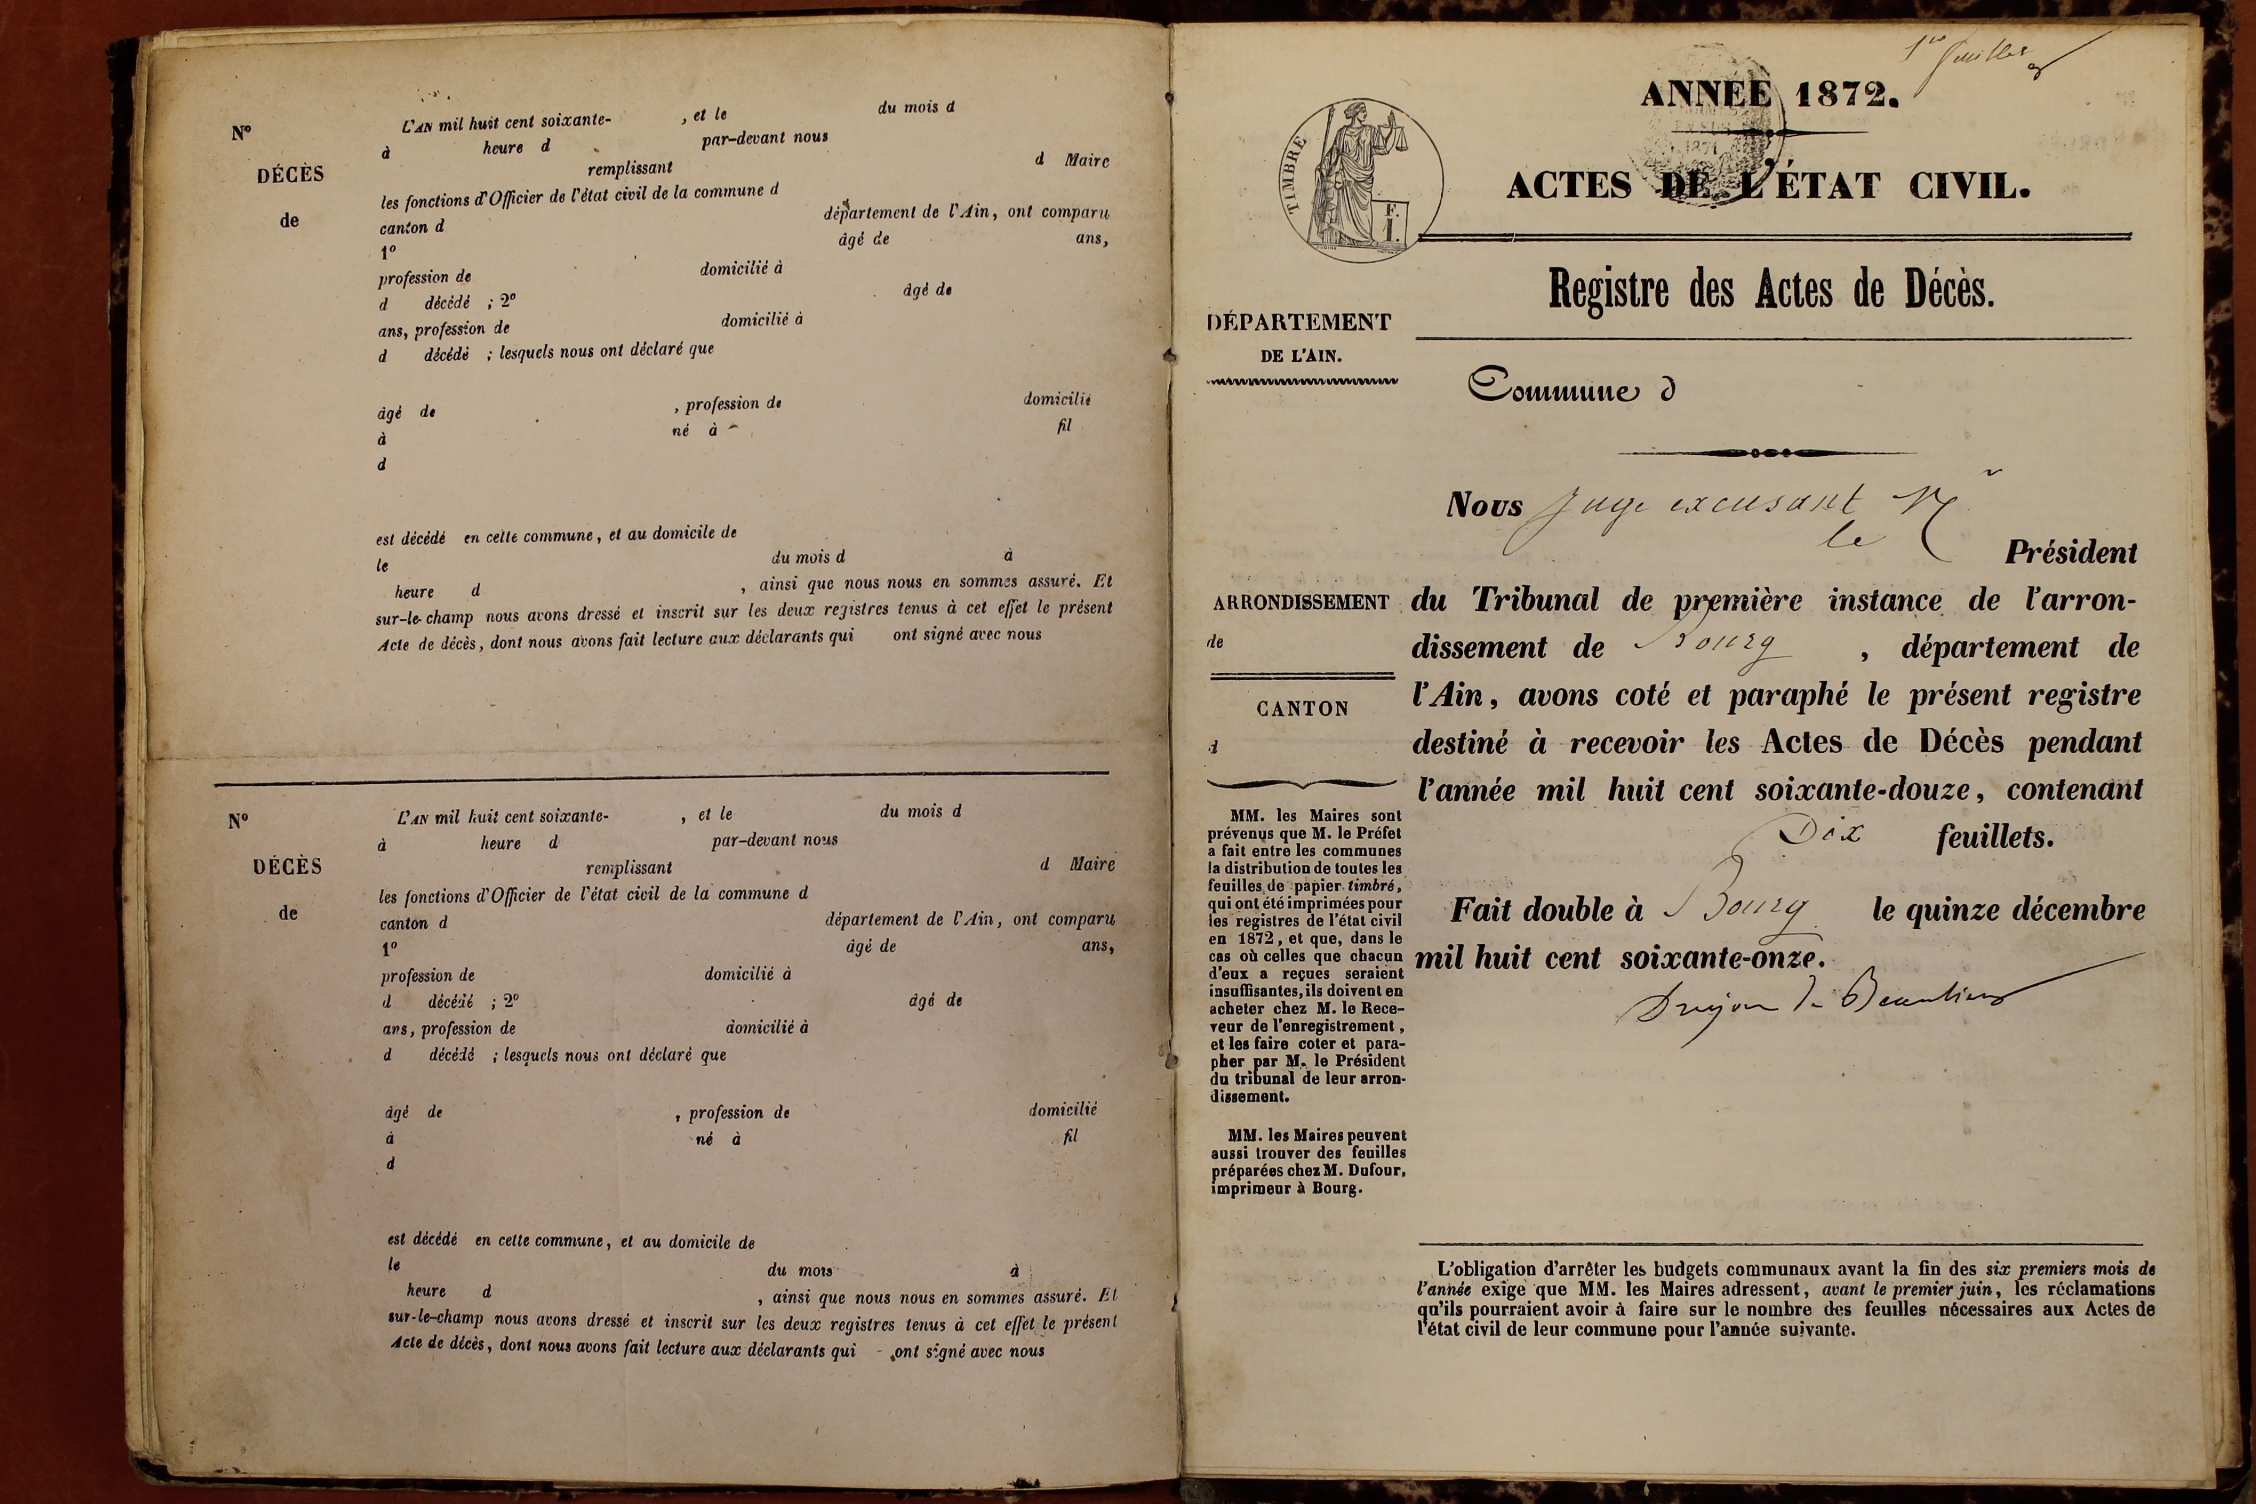 Nº
DÉCÈS
de
L'AN mil huit cent soixante- , et le du mois d
à heure d par-devant nous
remplissant d Maire
les fonctions d'Officier de l'état civil de la commune d
canton d département de l'Ain, ont comparu
1º âgé de ans,
profession de domicilié à
d décédé ; 2º âgé de
ans, profession de domicilié à
d décédé ; lesquels nous ont déclaré que
âgé de , profession de domicilié
à né à fil
d
est décédé en cette commune, et au domicile de
le du mois d à
heure d , ainsi que nous nous en sommes assuré. Et
sur-le-champ nous avons dressé et inscrit sur les deux registres tenus à cet effet le présent
Acte de décès, dont nous avons fait lecture aux déclarants qui ont signé avec nous
Nº
DÉCÈS
de
L'AN mil huit cent soixante- , et le du mois d
à heure d par-devant nous
remplissant d Maire
les fonctions d'Officier de l'état civil de la commune d
canton d département de l'Ain, ont comparu
1º âgé de ans,
profession de domicilié à
d décédé ; 2º âgé de
ans, profession de domicilié à
d décédé ; lesquels nous ont déclaré que
âgé de , profession de domicilié
à né à fil
d
est décédé en cette commune, et au domicile de
le du mois à
heure d , ainsi que nous nous en sommes assuré. Et
sur-le-champ nous avons dressé et inscrit sur les deux registres tenus à cet effet le présent
Acte de décès, dont nous avons fait lecture aux déclarants qui ont signé avec nous
ANNÉE 1872.
TIMBRE
F.
I.
1871
ACTES DE L'ÉTAT CIVIL.
Registre des Actes de Décès.
DÉPARTEMENT
DE L'AIN.
Commune d
Nous Juge excusant Mr
le Président
du Tribunal de première instance de l'arron-
dissement de Bourg , département de
l'Ain, avons coté et paraphé le présent registre
destiné à recevoir les Actes de Décès pendant
l'année mil huit cent soixante-douze, contenant
Dix feuillets.
Fait double à Bourg le quinze décembre
mil huit cent soixante-onze.
ARRONDISSEMENT
de
CANTON
d
MM. les Maires sont
prévenus que M. le Préfet
a fait entre les communes
la distribution de toutes les
feuilles de papier timbré,
qui ont été imprimées pour
les registres de l'état civil
en 1872, et que, dans le
cas où celles que chacun
d'eux a reçues seraient
insuffisantes, ils doivent en
acheter chez M. le Rece-
veur de l'enregistrement,
et les faire coter et para-
pher par M. le Président
du tribunal de leur arron-
dissement.
MM. les Maires peuvent
aussi trouver des feuilles
préparées chez M. Dufour,
imprimeur à Bourg.
L'obligation d'arrêter les budgets communaux avant la fin des six premiers mois de
l'année exige que MM. les Maires adressent, avant le premier juin, les réclamations
qu'ils pourraient avoir à faire sur le nombre des feuilles nécessaires aux Actes de
l'état civil de leur commune pour l'année suivante.